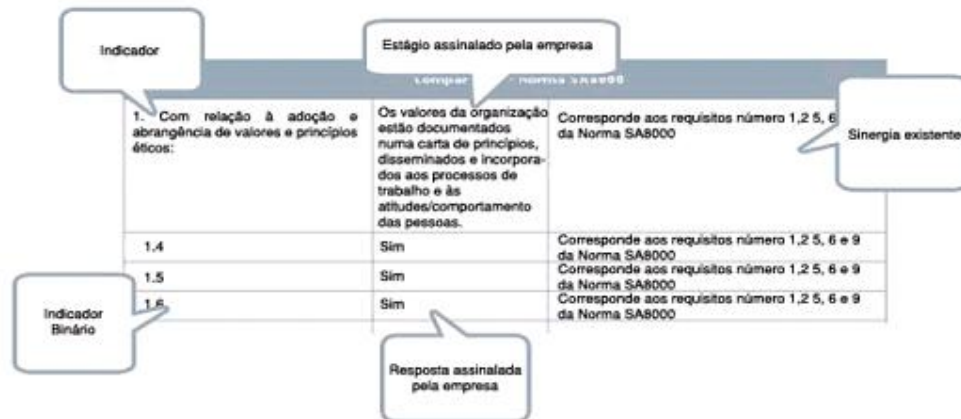 Indicador
Estágio assinalado pela empresa
Norma SA8000
1. Com relação à adoção e
abrangência de valores e princípios
éticos:
Os valores da organização
estão documentados
numa carta de princípios,
disseminados e incorpora-
dos aos processos de
trabalho e às
atitudes/comportamento
das pessoas.
Corresponde aos requisitos número 1,2 5, 6
da Norma SA8000
Sinergia existente
1.4
Sim
Corresponde aos requisitos número 1,2 5, 6 e 9
da Norma SA8000
1.5
Sim
Corresponde aos requisitos número 1,2 5, 6 e 9
da Norma SA8000
1.6
Sim
Corresponde aos requisitos número 1,2 5, 6 e 9
da Norma SA8000
Indicador
Binário
Resposta assinalada
pela empresa